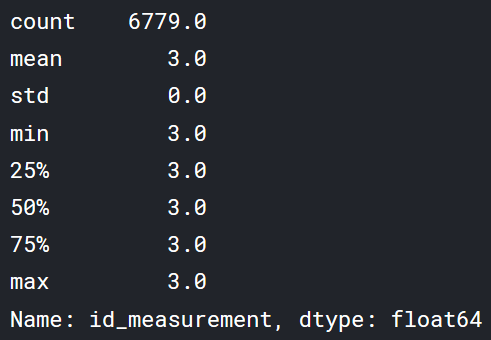 count    6779.0
mean        3.0
std         0.0
min         3.0
25%         3.0
50%         3.0
75%         3.0
max         3.0
Name: id_measurement, dtype: float64